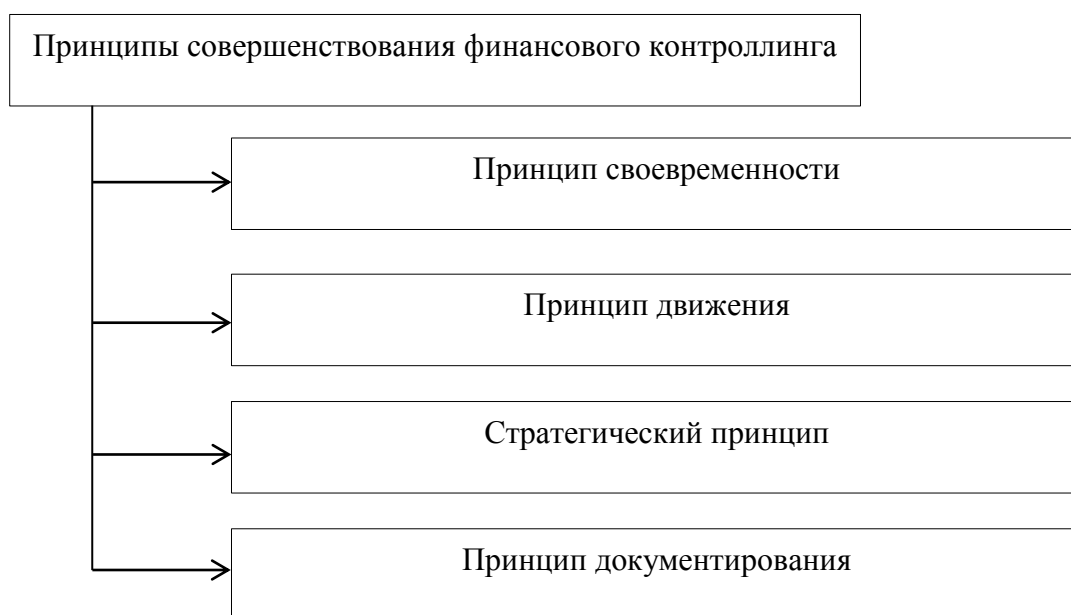 Принципы совершенствования финансового контроллинга
Принцип своевременности
Принцип движения
Стратегический принцип
Принцип документирования